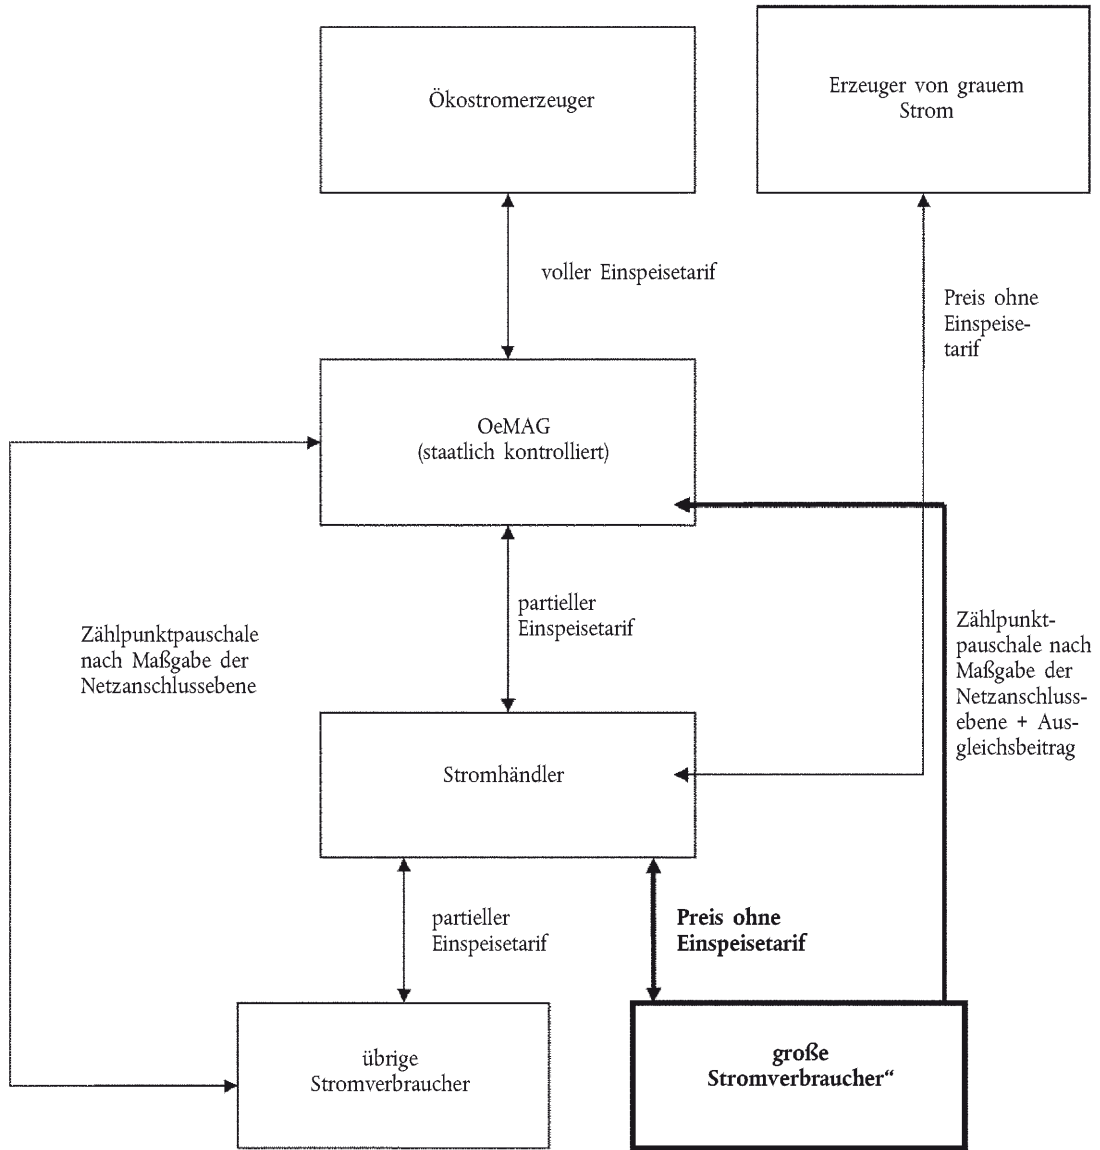 Ökostromerzeuger
Erzeuger von grauem
Strom
voller Einspeisetarif
Preis ohne
Einspeise-
tarif
OeMAG
(staatlich kontrolliert)
partieller
Einspeisetarif
Zählpunktpauschale
nach Maßgabe der
Netzanschlussebene
Zählpunkt-
pauschale nach
Maßgabe der
Netzanschluss-
ebene + Aus-
gleichsbeitrag
Stromhändler
partieller
Einspeisetarif
Preis ohne
Einspeisetarif
übrige
Stromverbraucher
große
Stromverbraucher“